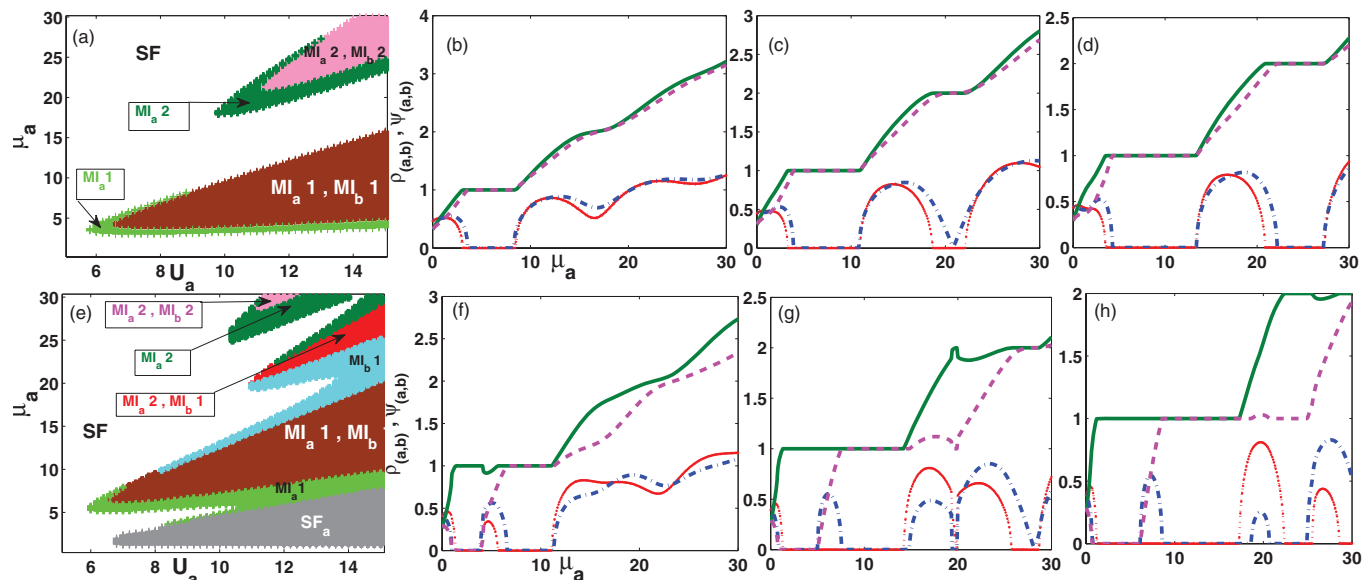 (a)
SF
MI_a 2 , MI_b 2
MI_a 2
MI_a 1
MI_a 1 , MI_b 1
μ_a
30
25
20
15
10
5
6 8 10 12 14
U_a
(b)
ρ_(a,b) , ψ_(a,b)
4
3
2
1
0
0 10 20 30
μ_a
(c)
3
2.5
2
1.5
1
0.5
0
0 10 20 30
(d)
2.5
2
1.5
1
0.5
0
0 10 20 30
(e)
MI_a 2 , MI_b 2
MI_a 2
MI_b 1
MI_a 2 , MI_b 1
SF
MI_a 1 , MI_b
MI_a 1
SF_a
μ_a
30
25
20
15
10
5
6 8 10 12 14
U_a
(f)
ρ_(a,b) , ψ_(a,b)
3
2.5
2
1.5
1
0.5
0
0 10 20 30
μ_a
(g)
2.5
2
1.5
1
0.5
0
0 10 20 30
(h)
2
1.5
1
0.5
0
0 10 20 30